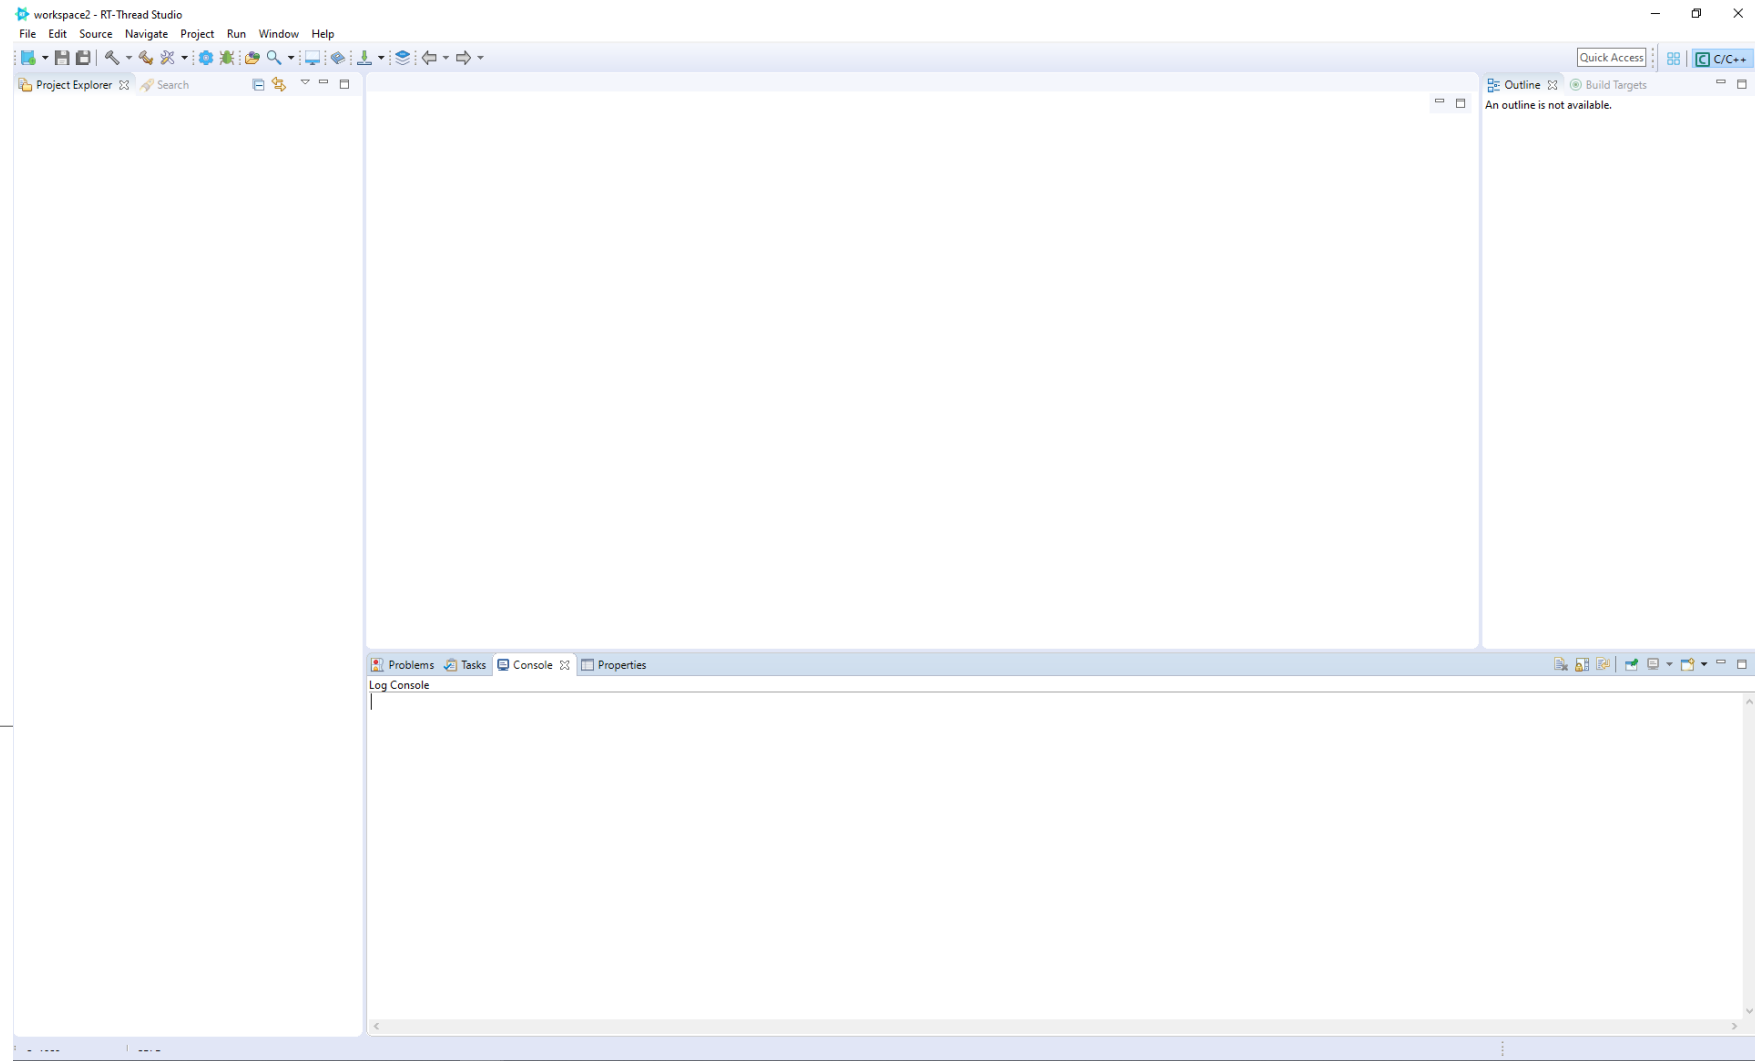 workspace2 - RT-Thread Studio
File Edit Source Navigate Project Run Window Help
Quick Access
C/C++
Project Explorer
Search
Outline
Build Targets
An outline is not available.
Problems
Tasks
Console
Properties
Log Console